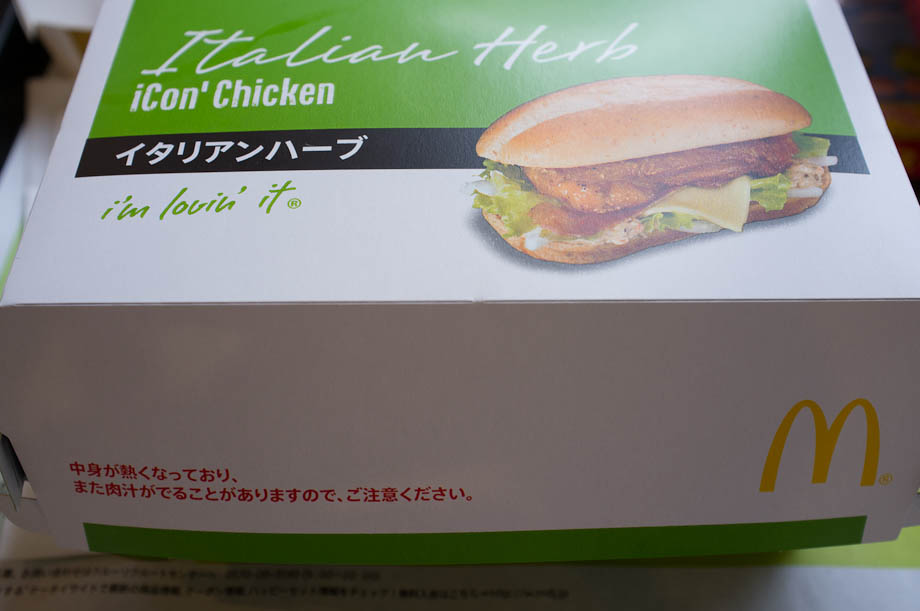 Italian Herb
iCon' Chicken
イタリアンハーブ
i'm lovin' it®
中身が熱くなっており、
また肉汁がでることがありますので、ご注意ください。